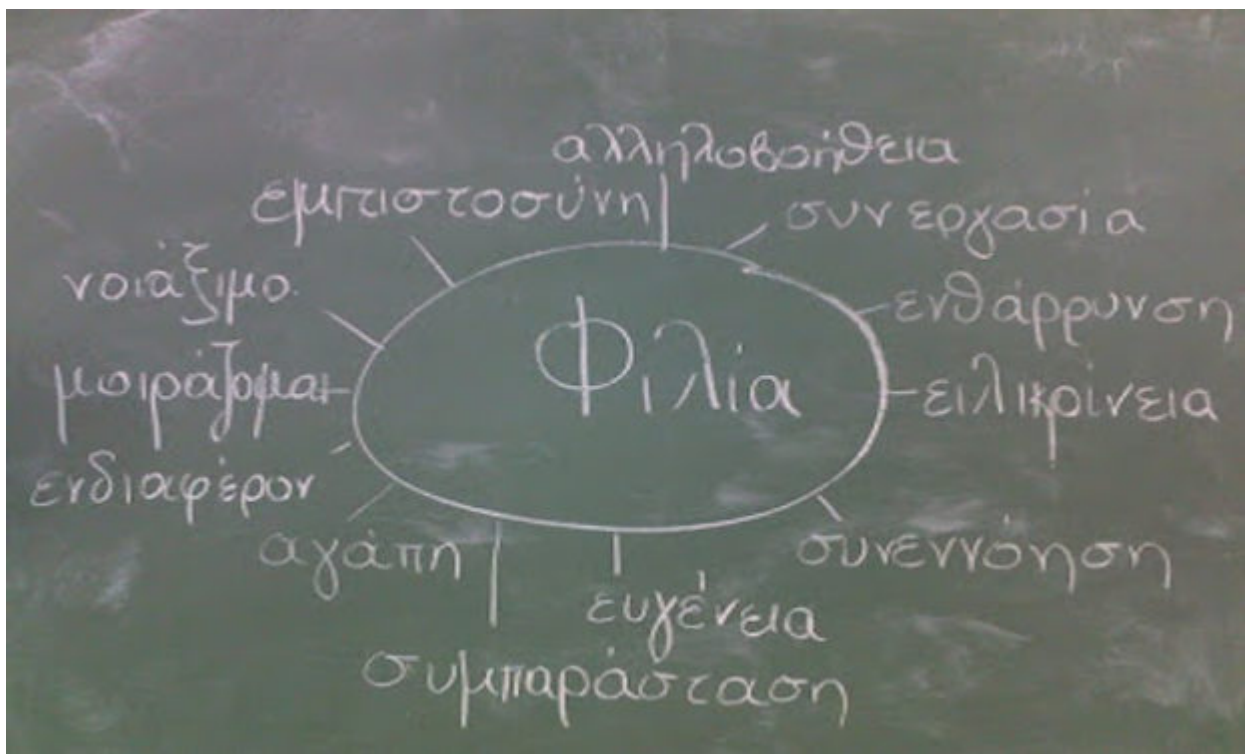 αλληλοβοήθεια
εμπιστοσύνη
συνεργασία
νοιάξιμο
ενθάρρυνση
Φιλία
μοιράζομαι
ειλικρίνεια
ενδιαφέρον
αγάπη
συνεννόηση
ευγένεια
συμπαράσταση